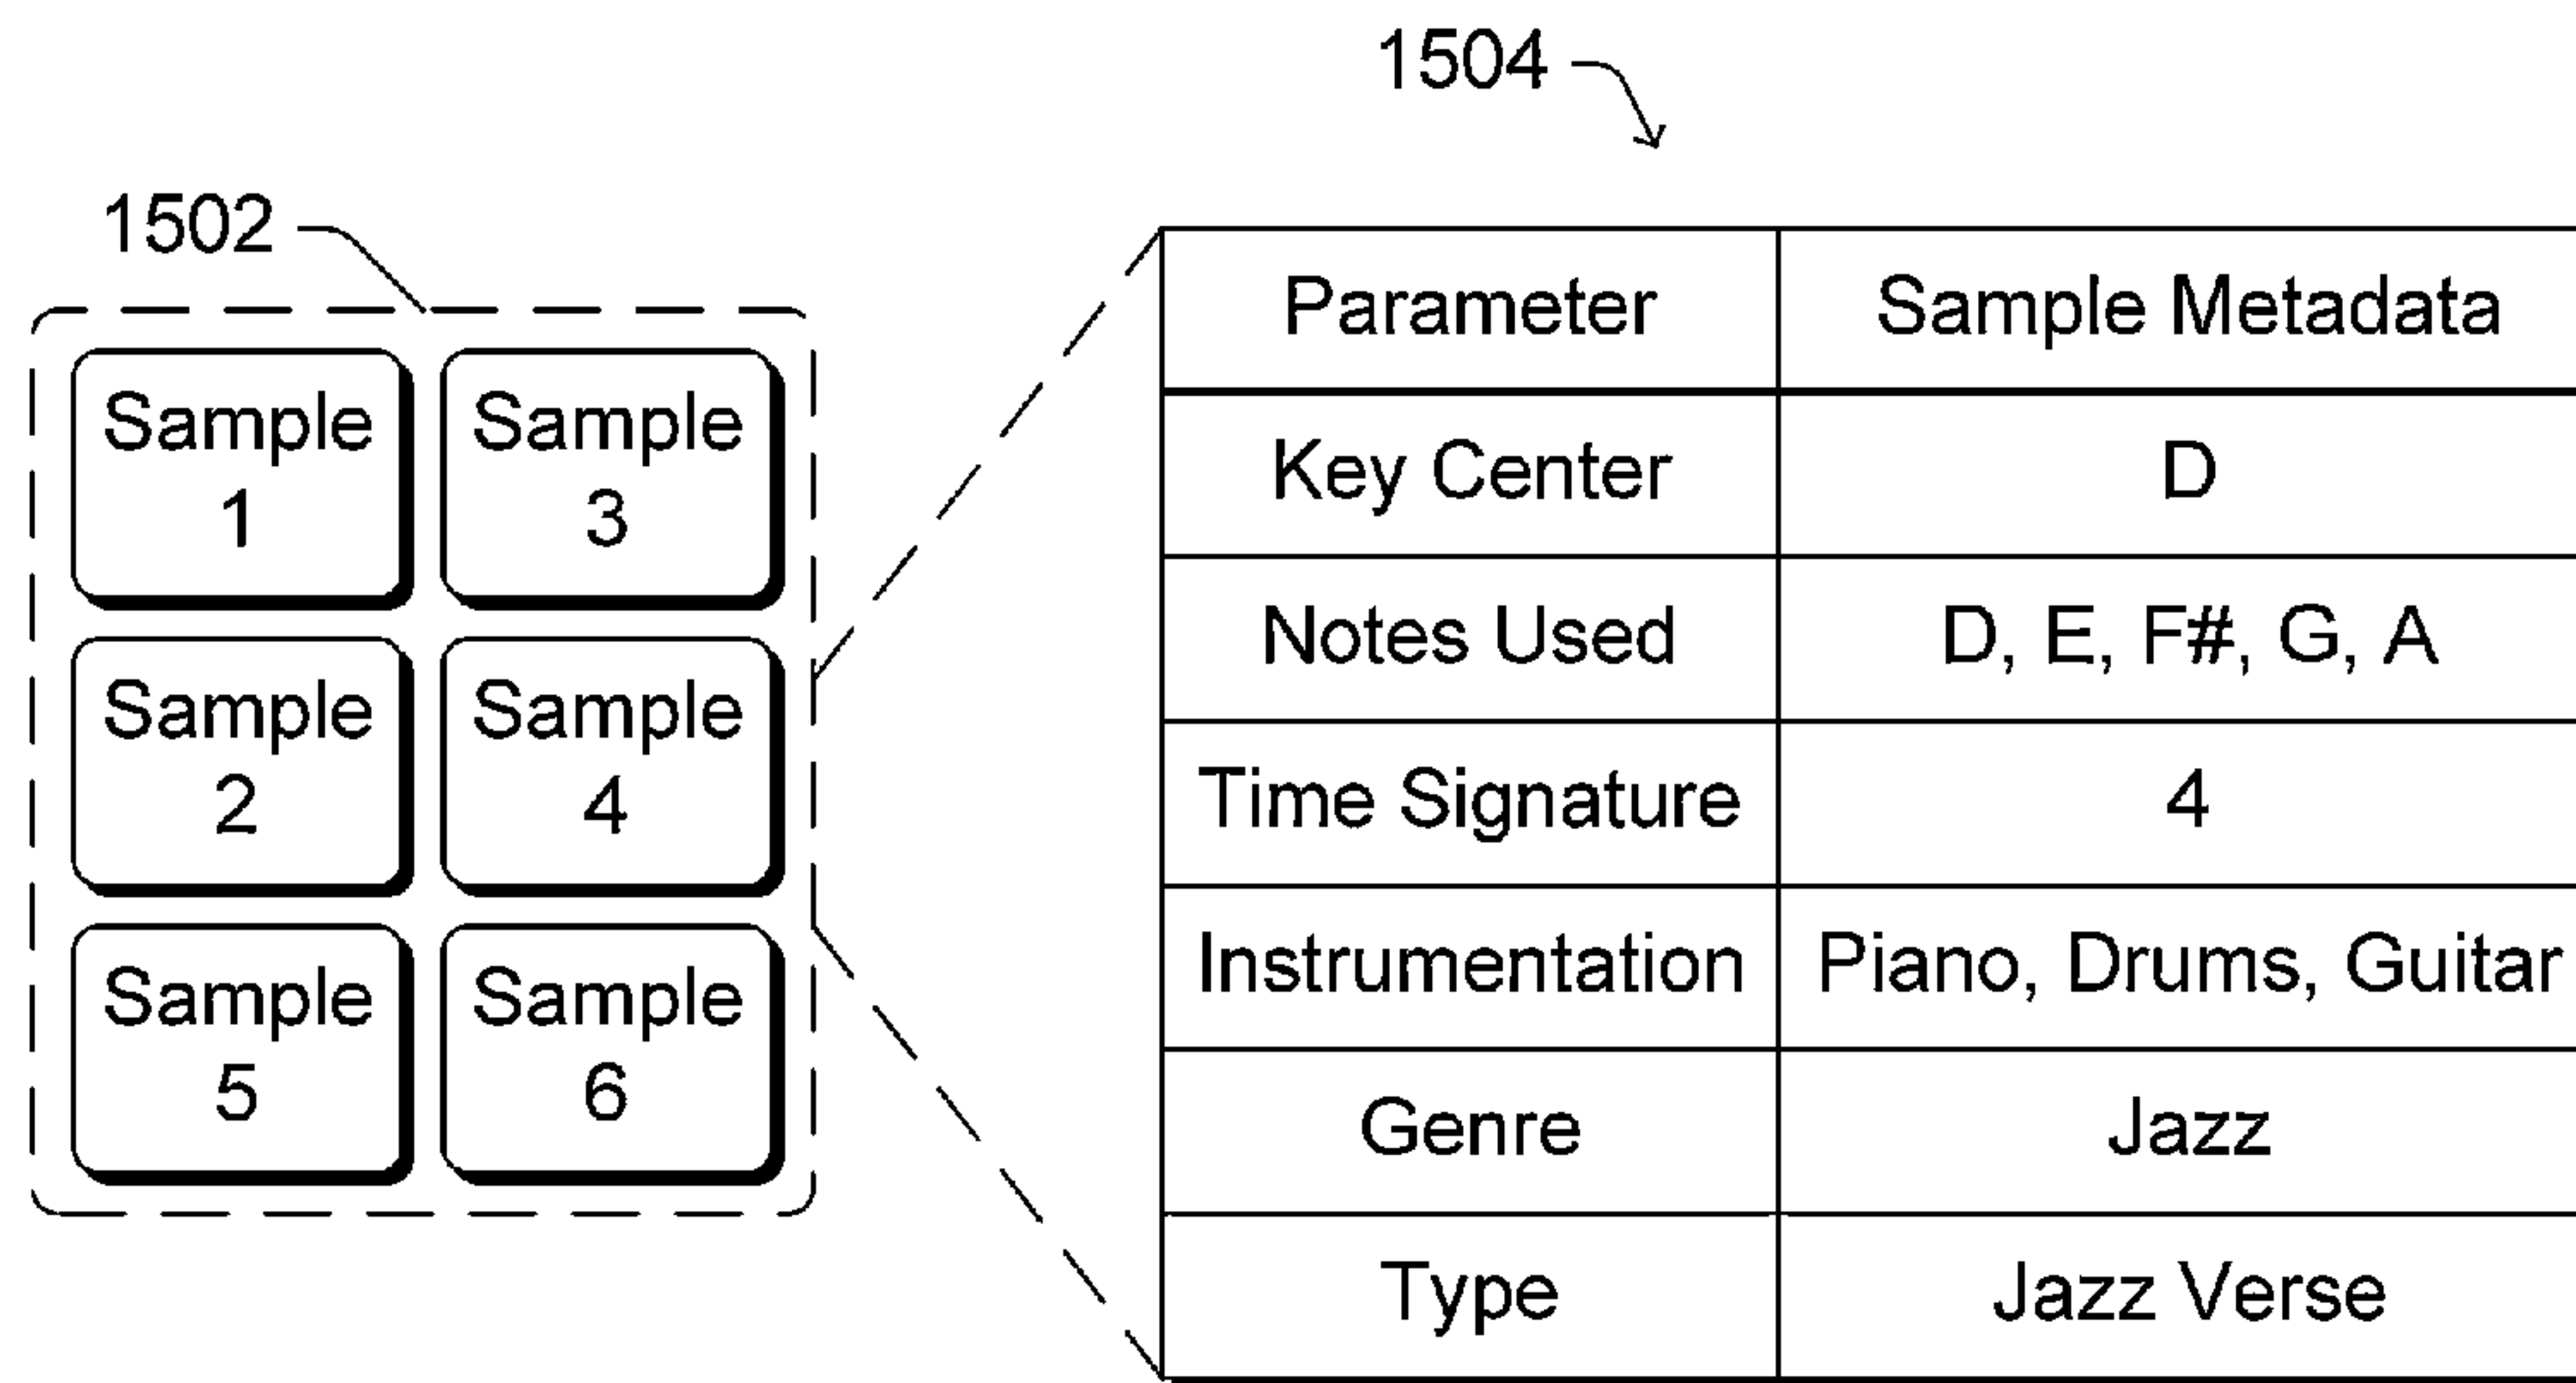 1504
1502
Sample 1
Sample 3
Sample 2
Sample 4
Sample 5
Sample 6
Parameter Sample Metadata
Key Center D
Notes Used D, E, F#, G, A
Time Signature 4
Instrumentation Piano, Drums, Guitar
Genre Jazz
Type Jazz Verse